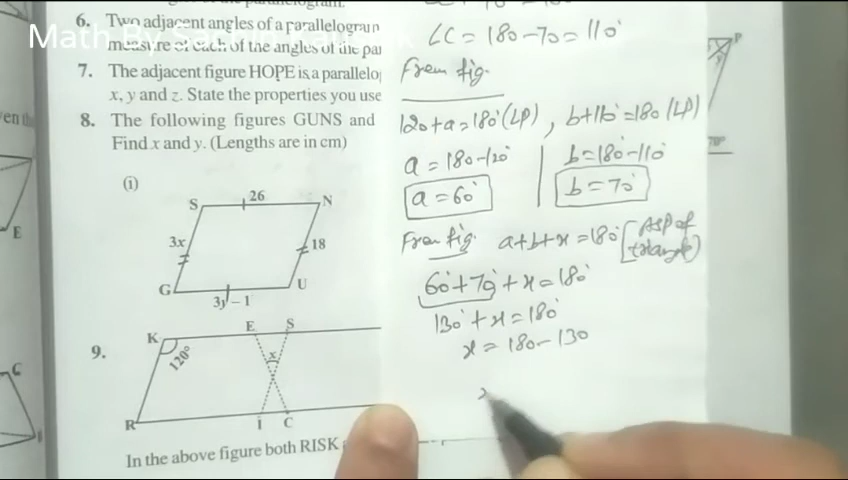 6. Two adjacent angles of a parallelogram
measure of each of the angles of the par
7. The adjacent figure HOPE is a parallelo
x, y and z. State the properties you use
8. The following figures GUNS and
Find x and y. (Lengths are in cm)
(i)
S 26 N
3x 18
G 3y – 1 U
9.
K E S
120° x
R I C
In the above figure both RISK
∠C = 180 – 70 = 110°
From fig.
120 + a = 180° (LP) , b + 110° = 180 (LP)
a = 180 – 120° b = 180° – 110°
a = 60° b = 70°
From fig. a + b + x = 180° [ASP of
triangle]
60° + 70° + x = 180°
130° + x = 180°
x = 180 – 130
P
y
70°
E
C
Math By